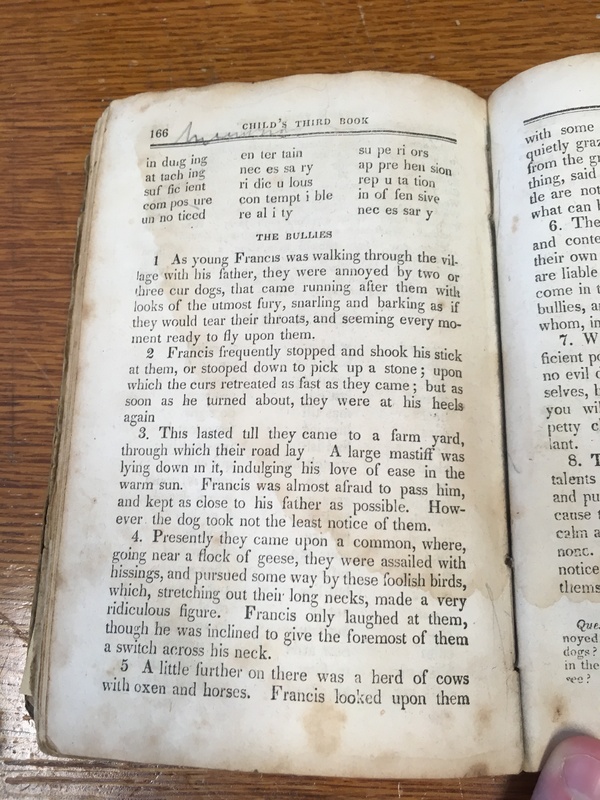 166
CHILD'S THIRD BOOK
in dulg ing en ter tain su pe ri ors
at tach ing nec es sa ry ap pre hen sion
suf fic ient ri dic u lous rep u ta tion
com pos ure con tempt i ble in of fen sive
un no ticed re al i ty nec es sar y
THE BULLIES
1 As young Francis was walking through the vil-
lage with his father, they were annoyed by two or
three cur dogs, that came running after them with
looks of the utmost fury, snarling and barking as if
they would tear their throats, and seeming every mo-
ment ready to fly upon them.
2 Francis frequently stopped and shook his stick
at them, or stooped down to pick up a stone; upon
which the curs retreated as fast as they came; but as
soon as he turned about, they were at his heels
again
3. This lasted till they came to a farm yard,
through which their road lay A large mastiff was
lying down in it, indulging his love of ease in the
warm sun. Francis was almost afraid to pass him,
and kept as close to his father as possible. How-
ever the dog took not the least notice of them.
4. Presently they came upon a common, where,
going near a flock of geese, they were assailed with
hissings, and pursued some way by these foolish birds,
which, stretching out their long necks, made a very
ridiculous figure. Francis only laughed at them,
though he was inclined to give the foremost of them
a switch across his neck.
5 A little further on there was a herd of cows
with oxen and horses. Francis looked upon them
with some
quietly graz
from the gr
thing, said
tle are not
what can b
6. The
and conte
their own
are liable
come in t
bullies, a
whom, in
7. W
ficient po
no evil d
selves, b
you wil
petty c
lant.
8. T
talents
and pu
cause t
calm a
none.
notice
thems
Que
noyed
dogs?
in the
see?